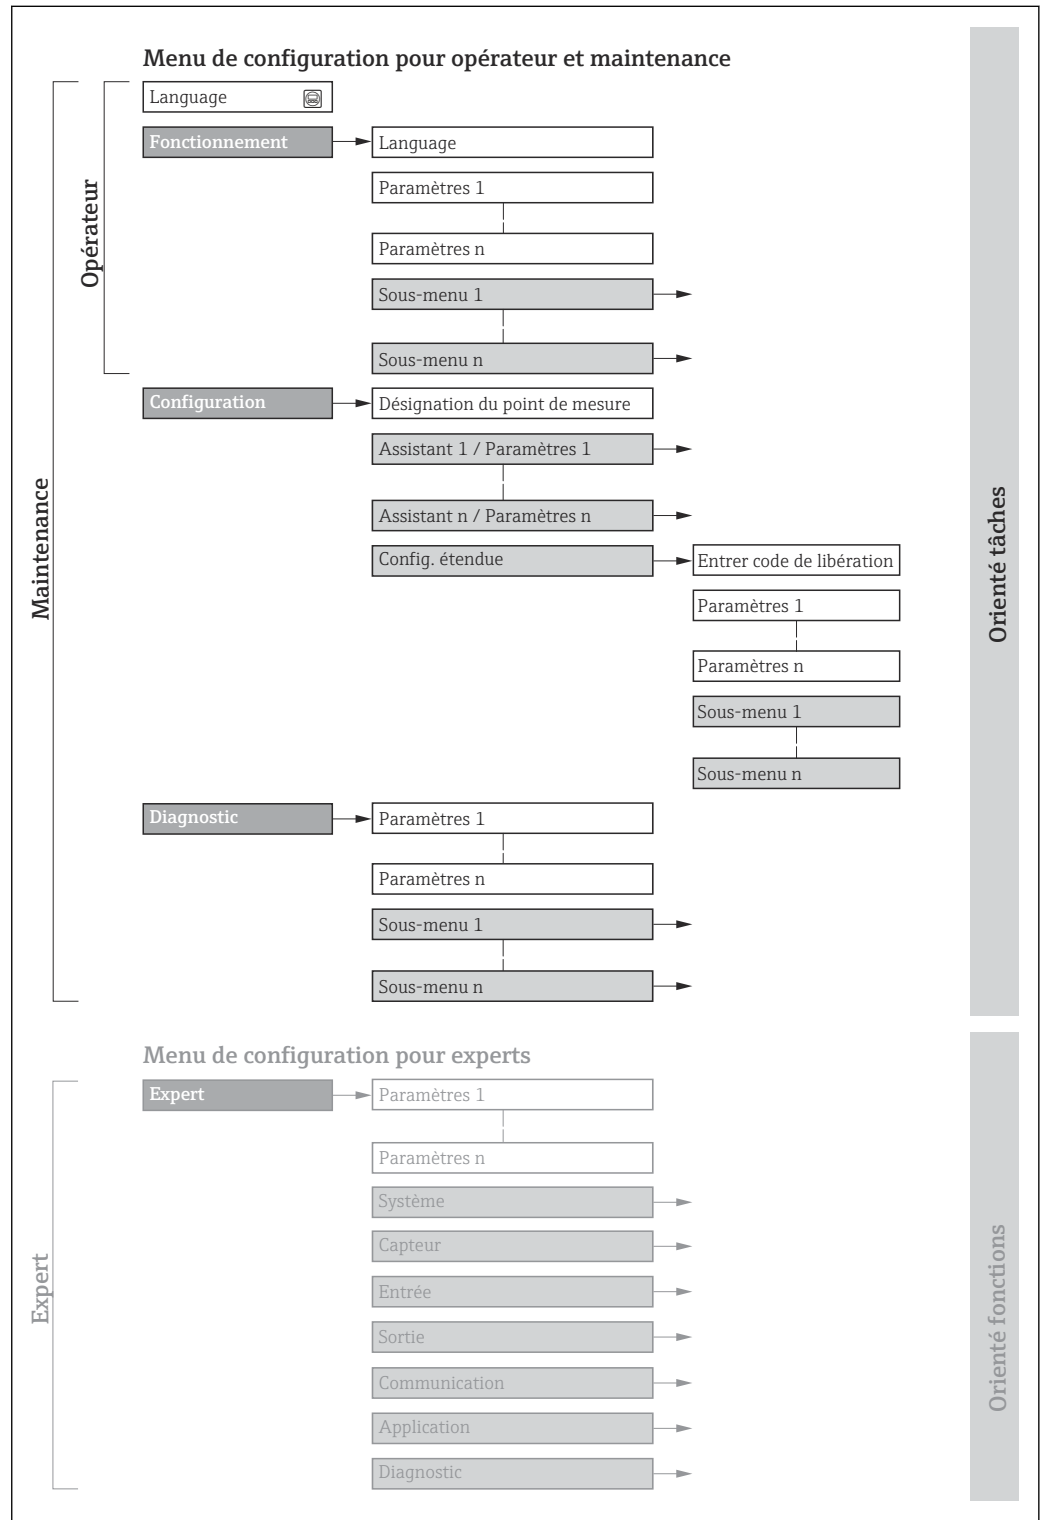 Menu de configuration pour opérateur et maintenance
Language
Fonctionnement
Language
Paramètres 1
Paramètres n
Sous-menu 1
Sous-menu n
Opérateur
Configuration
Désignation du point de mesure
Assistant 1 / Paramètres 1
Assistant n / Paramètres n
Config. étendue
Entrer code de libération
Paramètres 1
Paramètres n
Sous-menu 1
Sous-menu n
Maintenance
Orienté tâches
Diagnostic
Paramètres 1
Paramètres n
Sous-menu 1
Sous-menu n
Menu de configuration pour experts
Expert
Paramètres 1
Paramètres n
Système
Capteur
Entrée
Sortie
Communication
Application
Diagnostic
Expert
Orienté fonctions